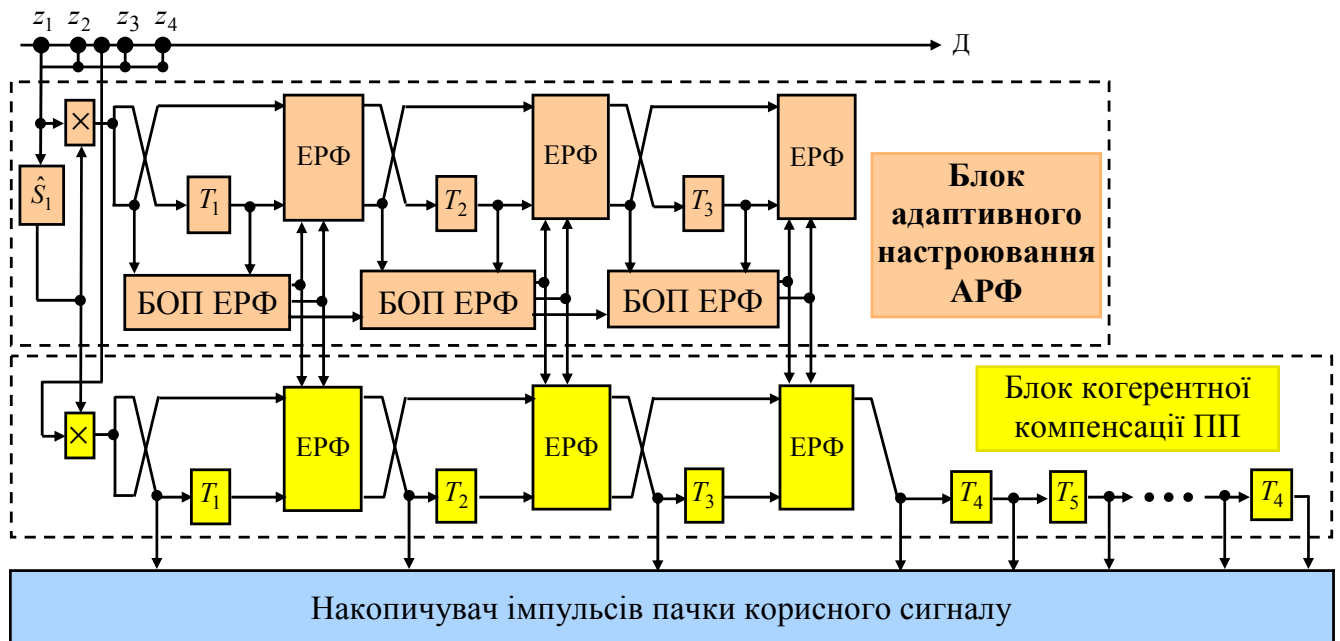 z1 z2 z3 z4
Д
×
ЕРФ
ЕРФ
ЕРФ
Ŝ1
T1
T2
T3
Блок
адаптивного
настроювання
АРФ
БОП ЕРФ
БОП ЕРФ
БОП ЕРФ
Блок когерентної
компенсації ПП
×
ЕРФ
ЕРФ
ЕРФ
T1
T2
T3
T4
T5
• • •
T4
Накопичувач імпульсів пачки корисного сигналу